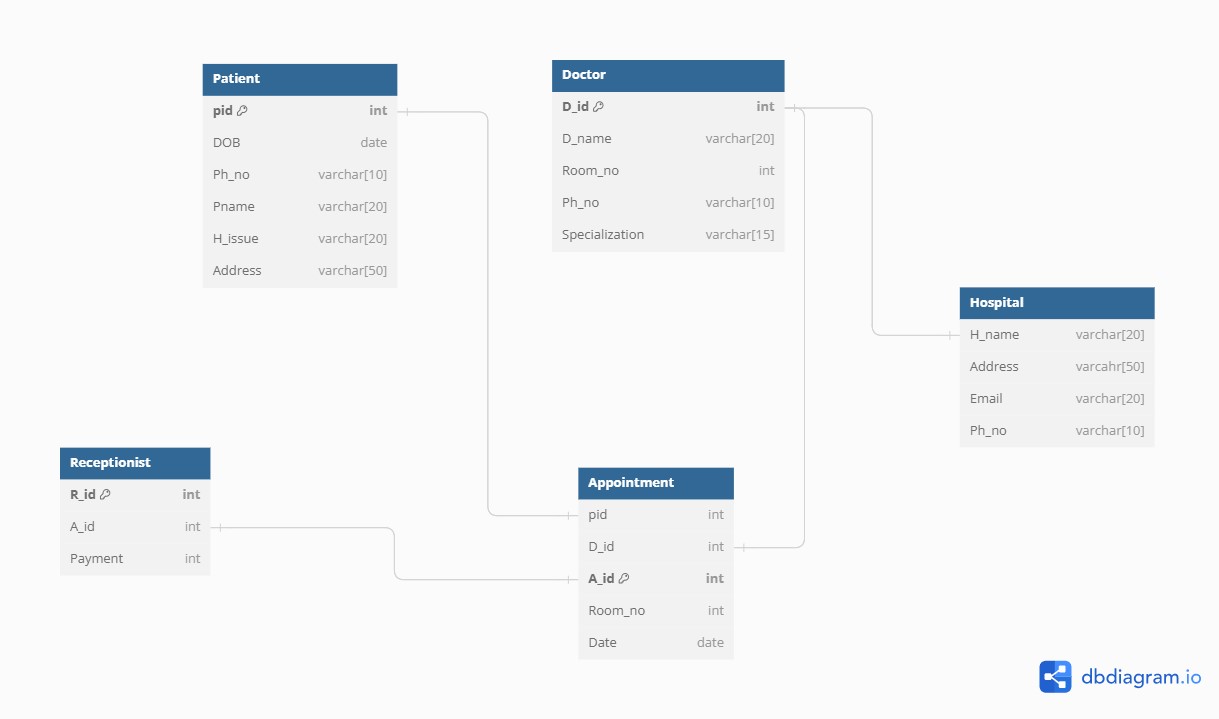 Patient
pid int
DOB date
Ph_no varchar[10]
Pname varchar[20]
H_issue varchar[20]
Address varchar[50]
Doctor
D_id int
D_name varchar[20]
Room_no int
Ph_no varchar[10]
Specialization varchar[15]
Hospital
H_name varchar[20]
Address varcahr[50]
Email varchar[20]
Ph_no varchar[10]
Receptionist
R_id int
A_id int
Payment int
Appointment
pid int
D_id int
A_id int
Room_no int
Date date
dbdiagram.io